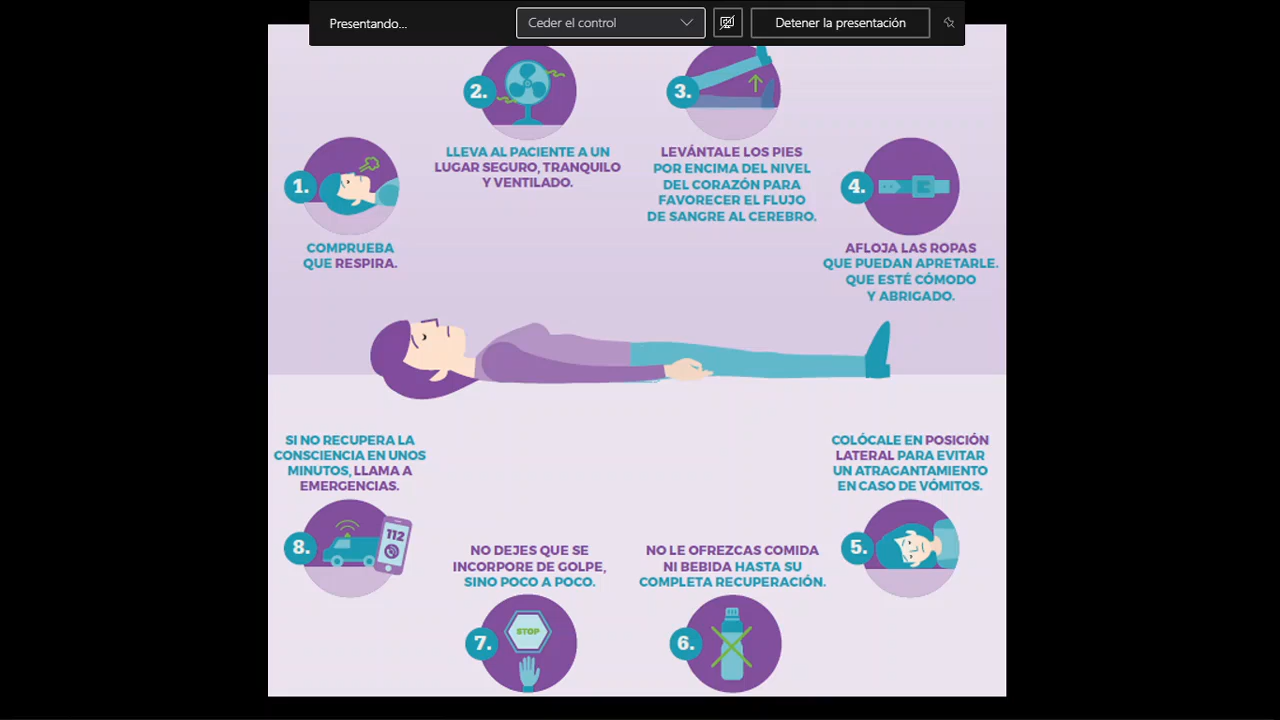 Presentando...
Ceder el control
Detener la presentación
1.
COMPRUEBA
QUE RESPIRA.
2.
LLEVA AL PACIENTE A UN
LUGAR SEGURO, TRANQUILO
Y VENTILADO.
3.
LEVÁNTALE LOS PIES
POR ENCIMA DEL NIVEL
DEL CORAZÓN PARA
FAVORECER EL FLUJO
DE SANGRE AL CEREBRO.
4.
AFLOJA LAS ROPAS
QUE PUEDAN APRETARLE.
QUE ESTÉ CÓMODO
Y ABRIGADO.
COLÓCALE EN POSICIÓN
LATERAL PARA EVITAR
UN ATRAGANTAMIENTO
EN CASO DE VÓMITOS.
5.
NO LE OFREZCAS COMIDA
NI BEBIDA HASTA SU
COMPLETA RECUPERACIÓN.
6.
NO DEJES QUE SE
INCORPORE DE GOLPE,
SINO POCO A POCO.
7.
STOP
SI NO RECUPERA LA
CONSCIENCIA EN UNOS
MINUTOS, LLAMA A
EMERGENCIAS.
8.
112